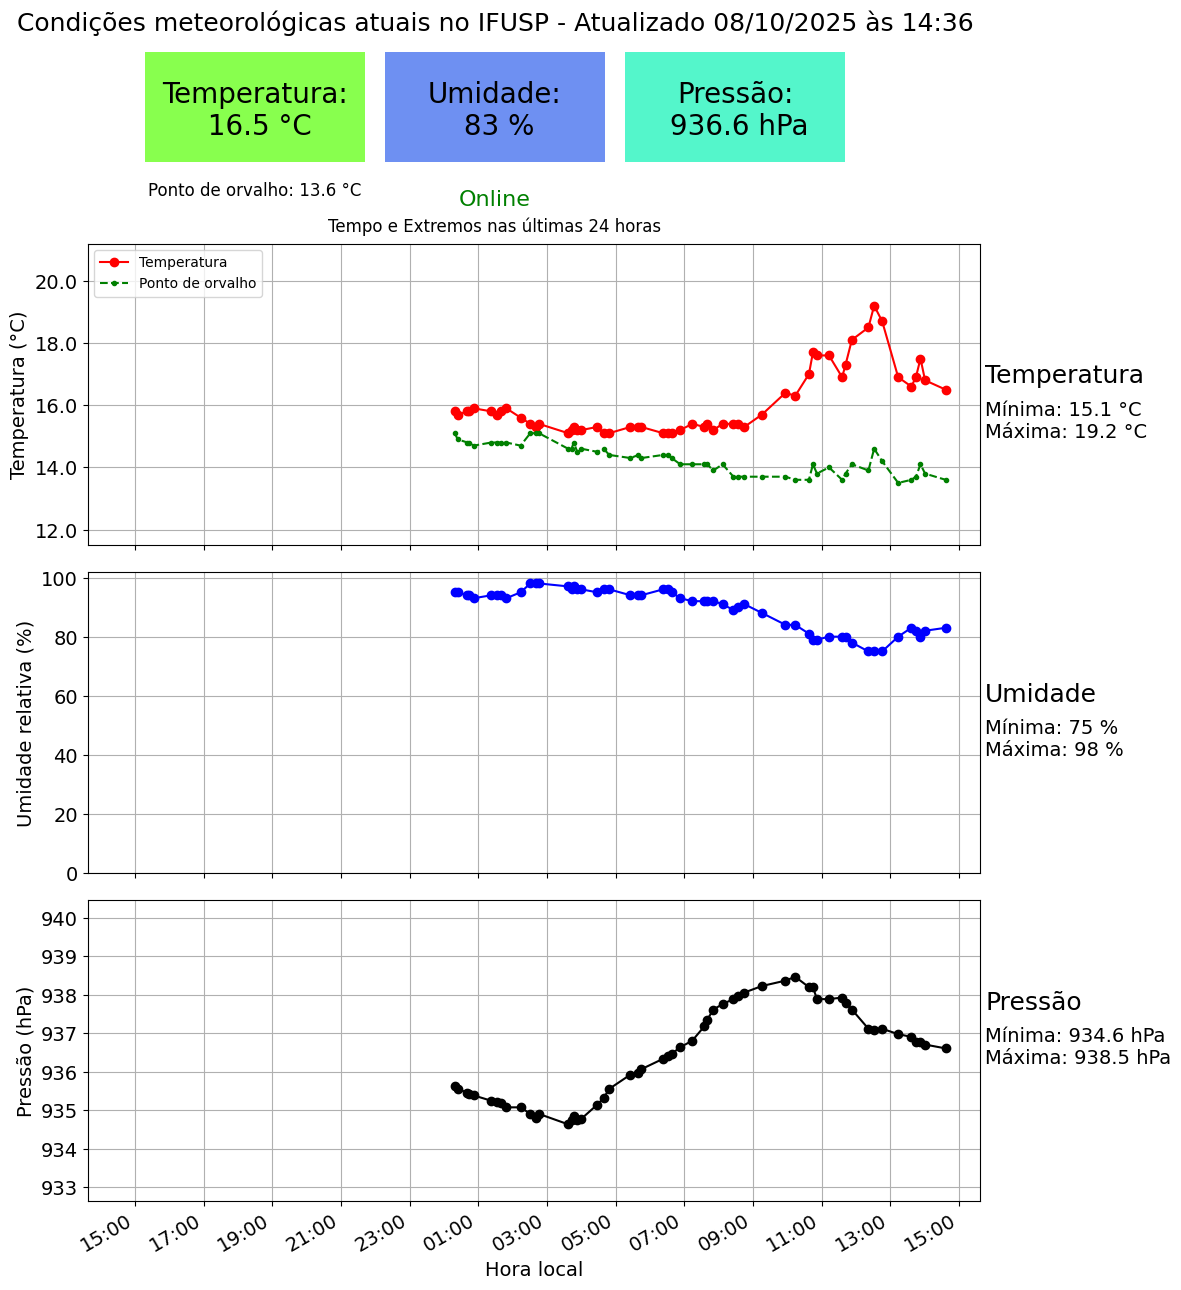 Condições meteorológicas atuais no IFUSP - Atualizado 08/10/2025 às 14:36
Temperatura:
16.5 °C
Umidade:
83 %
Pressão:
936.6 hPa
Ponto de orvalho: 13.6 °C
Online
Tempo e Extremos nas últimas 24 horas
Temperatura (°C)
20.0
18.0
16.0
14.0
12.0
Temperatura
Ponto de orvalho
Temperatura
Mínima: 15.1 °C
Máxima: 19.2 °C
Umidade relativa (%)
100
80
60
40
20
0
Umidade
Mínima: 75 %
Máxima: 98 %
Pressão (hPa)
940
939
938
937
936
935
934
933
Pressão
Mínima: 934.6 hPa
Máxima: 938.5 hPa
15:00 17:00 19:00 21:00 23:00 01:00 03:00 05:00 07:00 09:00 11:00 13:00 15:00
Hora local